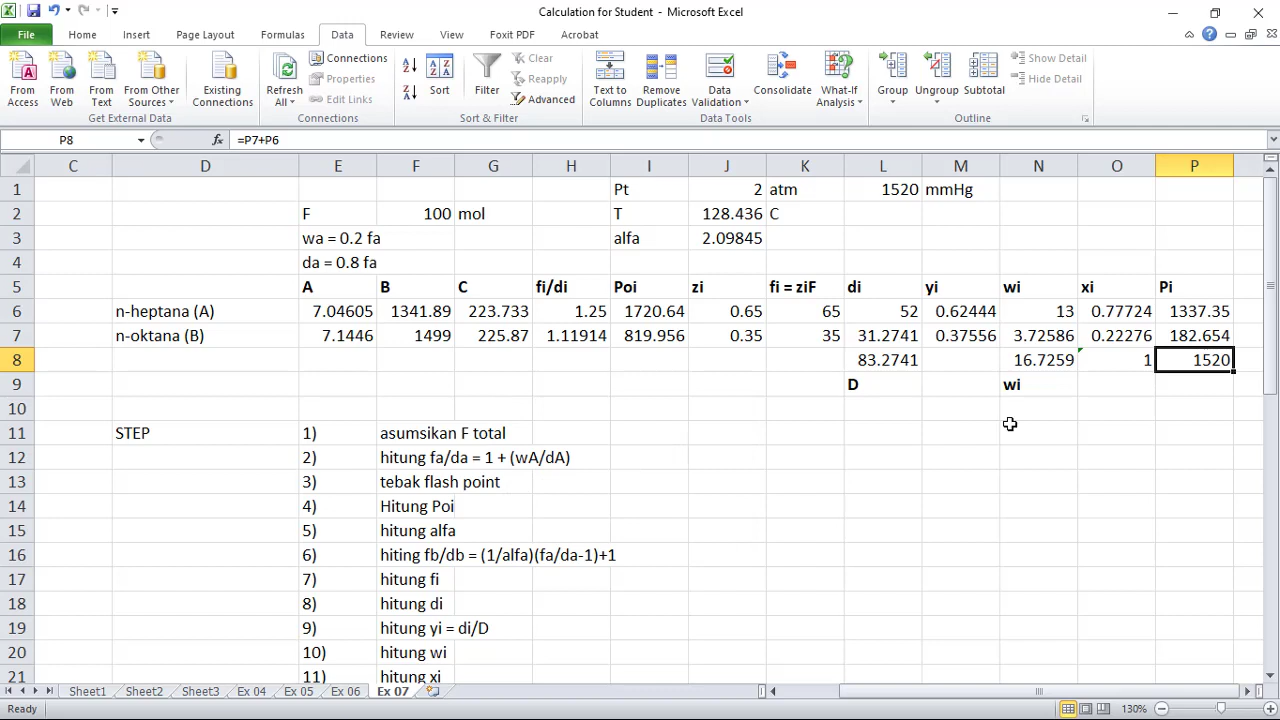 Calculation for Student - Microsoft Excel
File Home Insert Page Layout Formulas Data Review View Foxit PDF Acrobat
From Access From Web From Text From Other Sources Existing Connections Refresh All Connections Properties Edit Links Sort Filter Clear Reapply Advanced Text to Columns Remove Duplicates Data Validation Consolidate What-If Analysis Group Ungroup Subtotal Show Detail Hide Detail
Get External Data Connections Sort & Filter Data Tools Outline
P8 fx =P7+P6
C D E F G H I J K L M N O P
1 Pt 2 atm 1520 mmHg
2 F 100 mol T 128.436 C
3 wa = 0.2 fa alfa 2.09845
4 da = 0.8 fa
5 A B C fi/di Poi zi fi = ziF di yi wi xi Pi
6 n-heptana (A) 7.04605 1341.89 223.733 1.25 1720.64 0.65 65 52 0.62444 13 0.77724 1337.35
7 n-oktana (B) 7.1446 1499 225.87 1.11914 819.956 0.35 35 31.2741 0.37556 3.72586 0.22276 182.654
8 83.2741 16.7259 1 1520
9 D wi
10
11 STEP 1) asumsikan F total
12 2) hitung fa/da = 1 + (wA/dA)
13 3) tebak flash point
14 4) Hitung Poi
15 5) hitung alfa
16 6) hiting fb/db = (1/alfa)(fa/da-1)+1
17 7) hitung fi
18 8) hitung di
19 9) hitung yi = di/D
20 10) hitung wi
21 11) hitung xi
Sheet1 Sheet2 Sheet3 Ex 04 Ex 05 Ex 06 Ex 07
Ready 130%